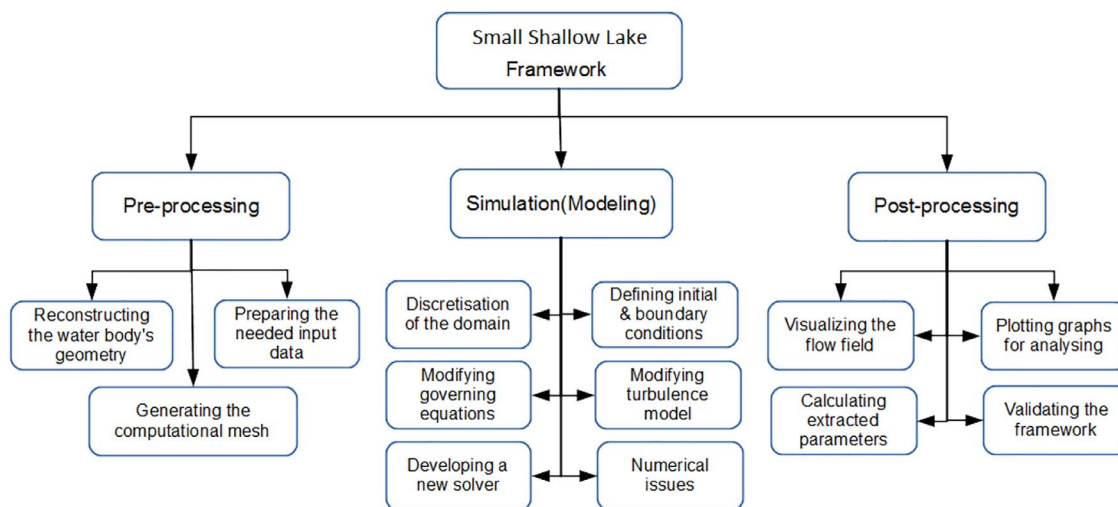 Small Shallow Lake
Framework
Pre-processing
Simulation(Modeling)
Post-processing
Reconstructing
the water body's
geometry
Preparing the
needed input
data
Generating the
computational mesh
Discretisation
of the domain
Defining initial
& boundary
conditions
Modifying
governing
equations
Modifying
turbulence
model
Developing a
new solver
Numerical
issues
Visualizing the
flow field
Plotting graphs
for analysing
Calculating
extracted
parameters
Validating the
framework